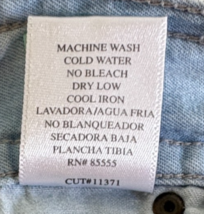 MACHINE WASH
COLD WATER
NO BLEACH
DRY LOW
COOL IRON
LAVADORA/AGUA FRIA
NO BLANQUEADOR
SECADORA BAJA
PLANCHA TIBIA
RN# 85555
CUT#11371